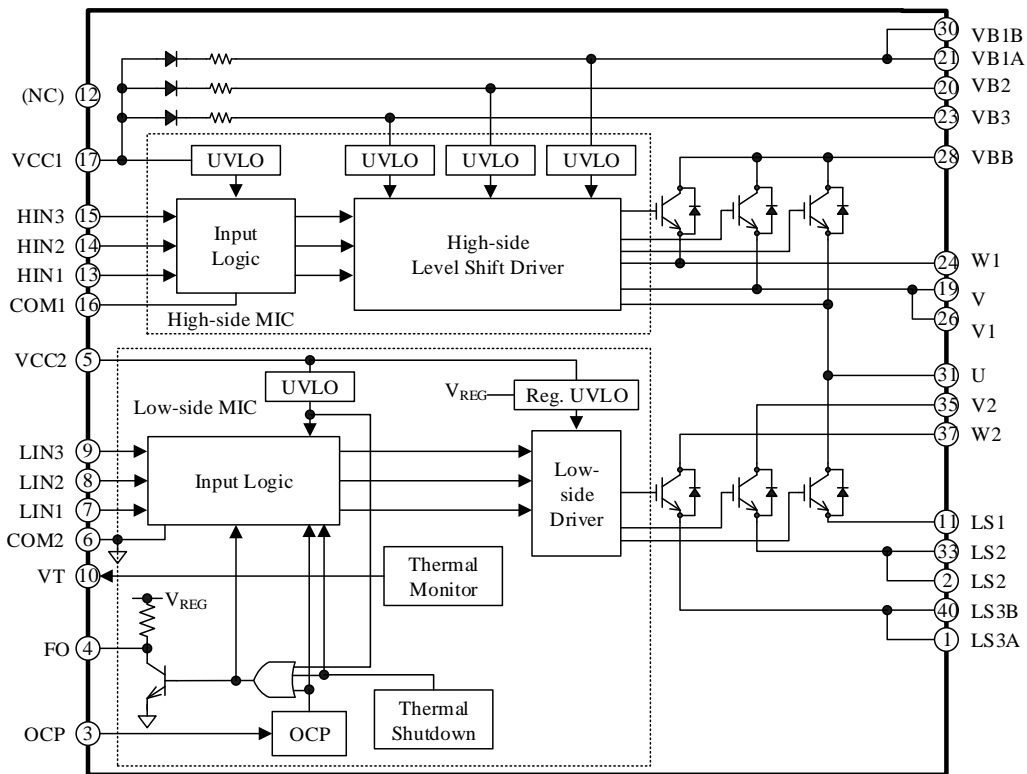 30 VB1B
21 VB1A
(NC) 12
20 VB2
23 VB3
VCC1 17
UVLO
UVLO
UVLO
UVLO
28 VBB
HIN3 15
HIN2 14
HIN1 13
COM1 16
Input
Logic
High-side
Level Shift Driver
High-side MIC
24 W1
19 V
26 V1
VCC2 5
UVLO
VREG
Reg. UVLO
Low-side MIC
31 U
35 V2
37 W2
LIN3 9
LIN2 8
LIN1 7
COM2 6
Input Logic
Low-
side
Driver
11 LS1
33 LS2
2 LS2
40 LS3B
1 LS3A
VT 10
Thermal
Monitor
VREG
FO 4
Thermal
Shutdown
OCP 3
OCP